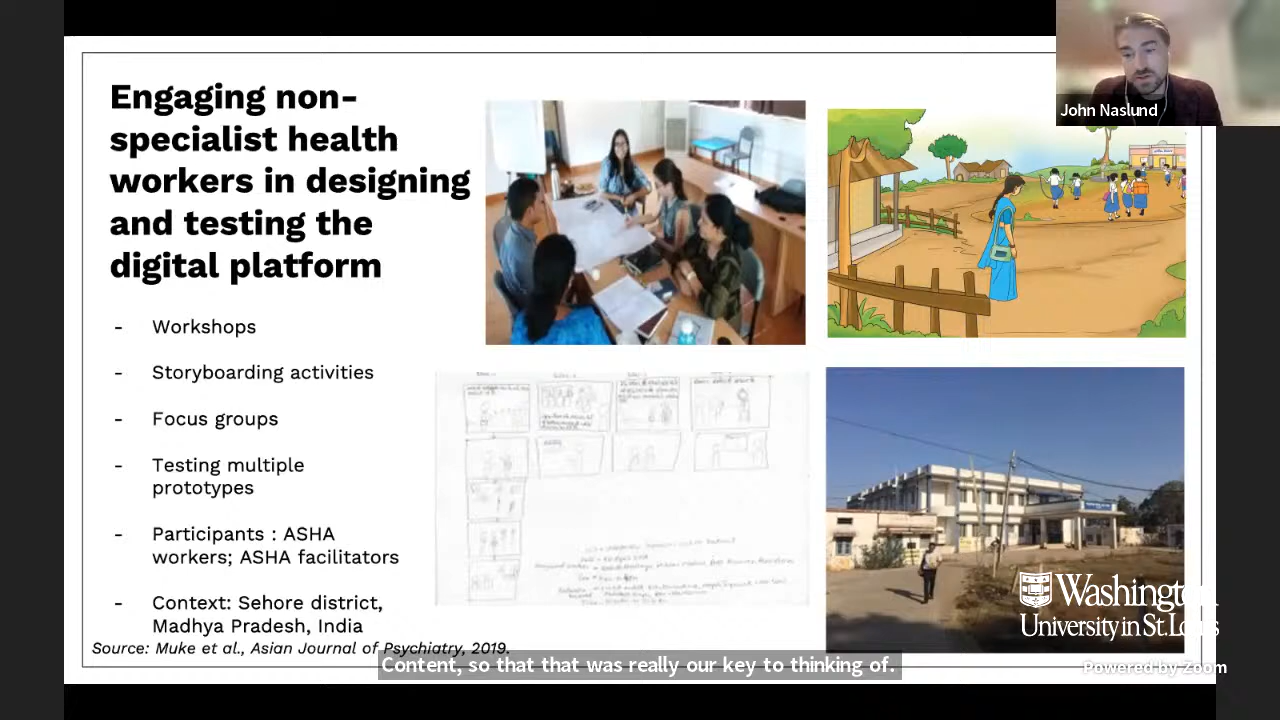 Engaging non-
specialist health
workers in designing
and testing the
digital platform
- Workshops
- Storyboarding activities
- Focus groups
- Testing multiple
prototypes
- Participants : ASHA
workers; ASHA facilitators
- Context: Sehore district,
Madhya Pradesh, India
Source: Muke et al., Asian Journal of Psychiatry, 2019.
John Naslund
Washington
University in St. Louis
Powered by Zoom
Content, so that that was really our key to thinking of.